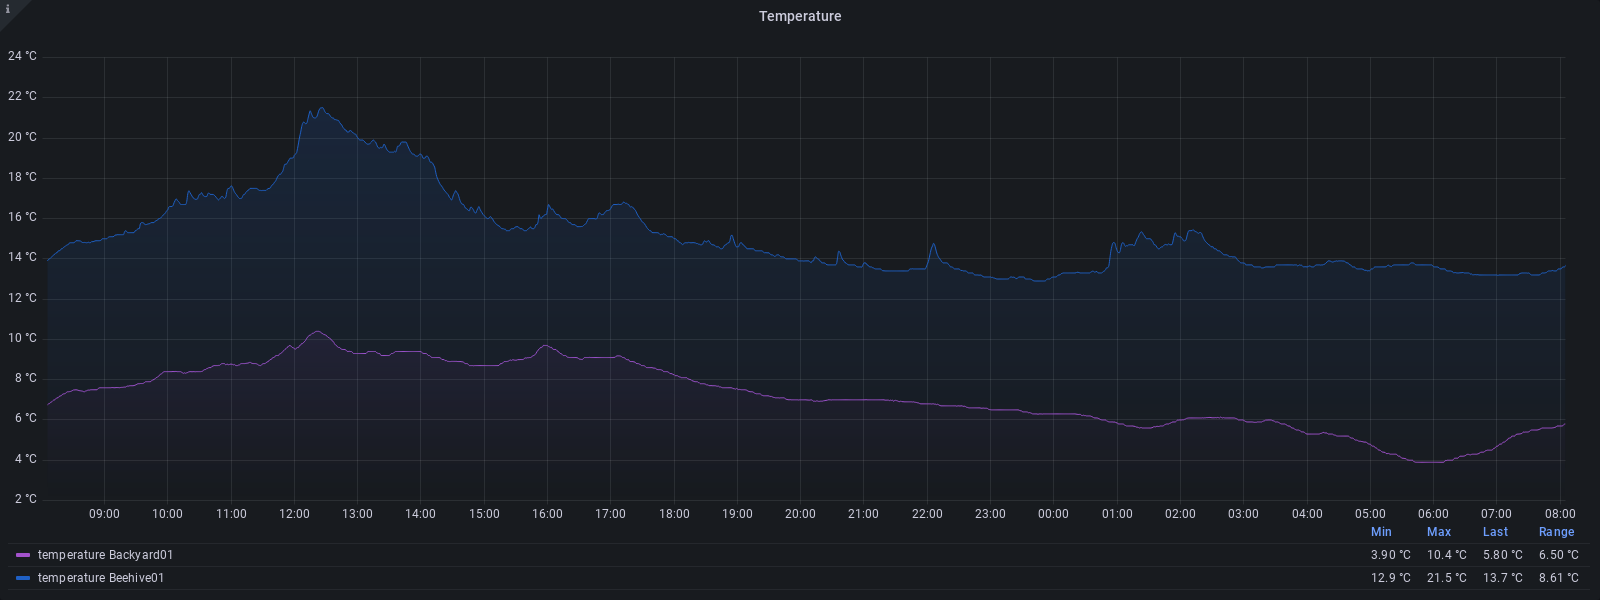 i
Temperature
24 °C
22 °C
20 °C
18 °C
16 °C
14 °C
12 °C
10 °C
8 °C
6 °C
4 °C
2 °C
09:00 10:00 11:00 12:00 13:00 14:00 15:00 16:00 17:00 18:00 19:00 20:00 21:00 22:00 23:00 00:00 01:00 02:00 03:00 04:00 05:00 06:00 07:00 08:00
Min Max Last Range
temperature Backyard01 3.90 °C 10.4 °C 5.80 °C 6.50 °C
temperature Beehive01 12.9 °C 21.5 °C 13.7 °C 8.61 °C